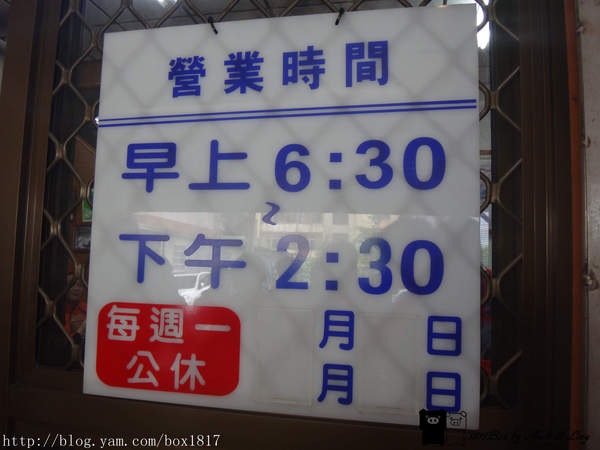 營業時間
早上 6:30
~
下午 2:30
每週一
公休
月 日
月 日
http://blog.yam.com/box1817